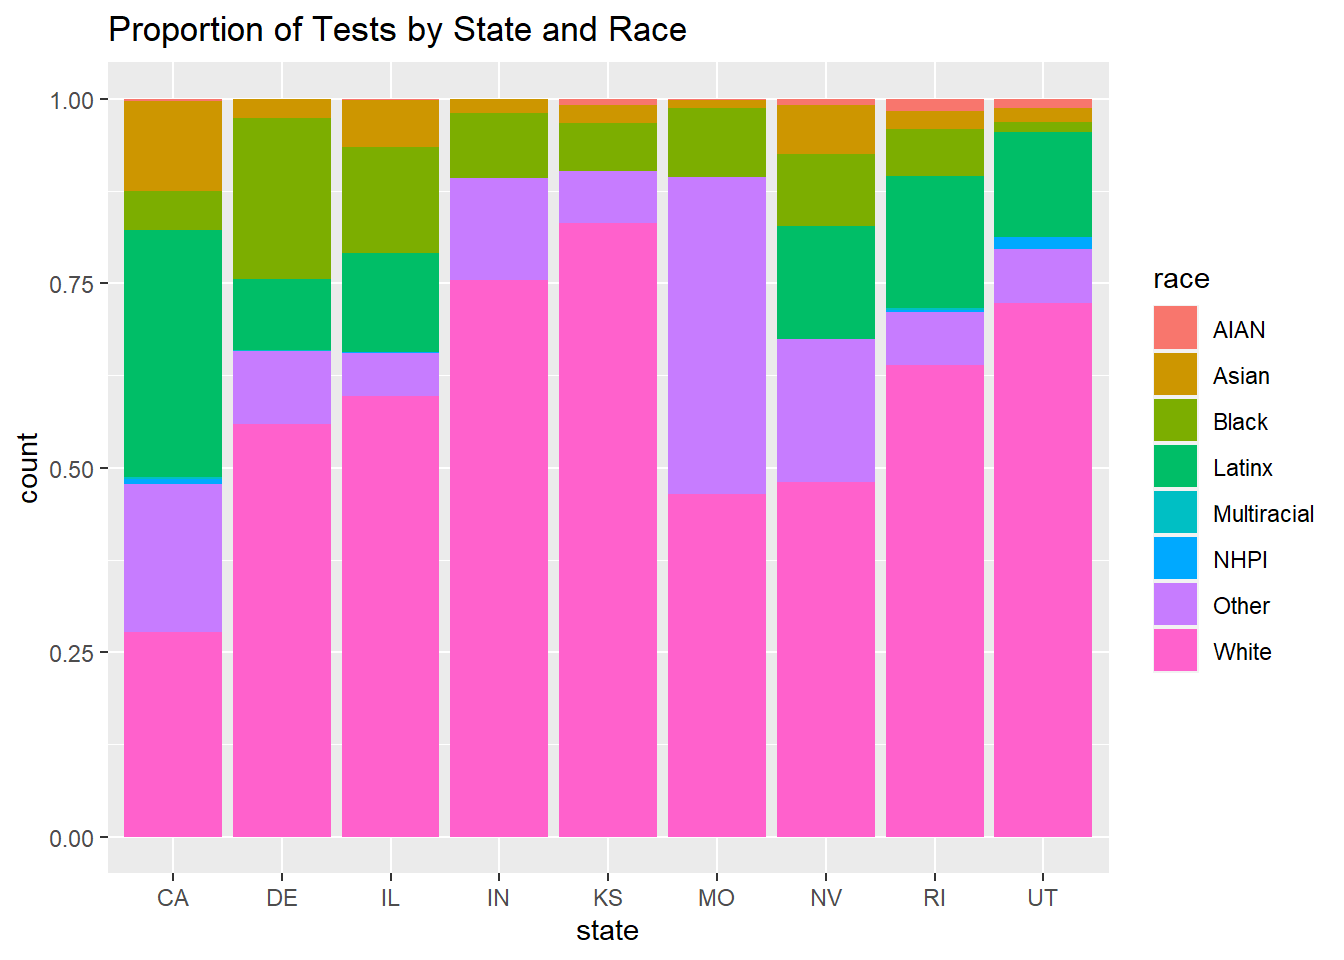 Proportion of Tests by State and Race
count
1.00
0.75
0.50
0.25
0.00
CA DE IL IN KS MO NV RI UT
state
race
AIAN
Asian
Black
Latinx
Multiracial
NHPI
Other
White